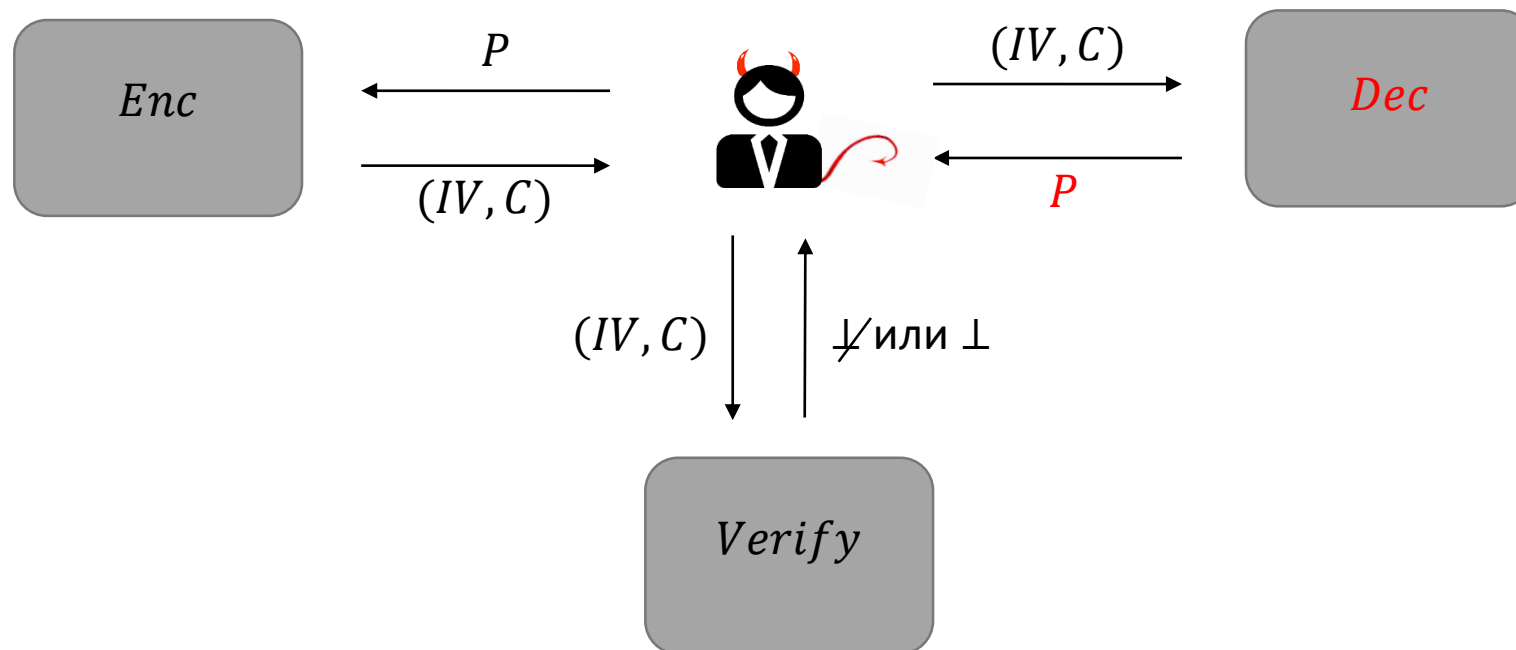 Enc
P
(IV, C)
(IV, C)
P
Dec
(IV, C)
⊥̸ или ⊥
Verify